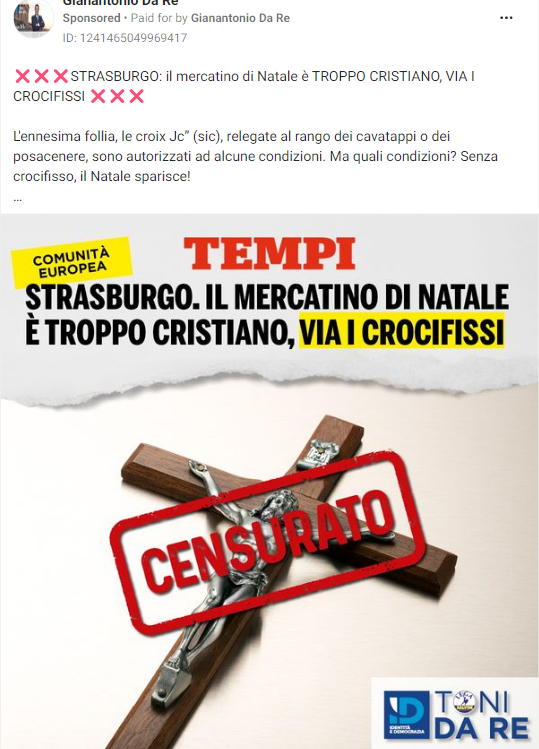 Gianantonio Da Re
Sponsored • Paid for by Gianantonio Da Re
ID: 1241465049969417
❌❌❌STRASBURGO: il mercatino di Natale è TROPPO CRISTIANO, VIA I
CROCIFISSI ❌❌❌
L'ennesima follia, le croix Jc” (sic), relegate al rango dei cavatappi o dei
posacenere, sono autorizzati ad alcune condizioni. Ma quali condizioni? Senza
crocifisso, il Natale sparisce!
...
COMUNITÀ
EUROPEA
TEMPI
STRASBURGO. IL MERCATINO DI NATALE
È TROPPO CRISTIANO, VIA I CROCIFISSI
CENSURATO
ID
IDENTITÀ
E DEMOCRAZIA
TONI
DA RE
LEGA